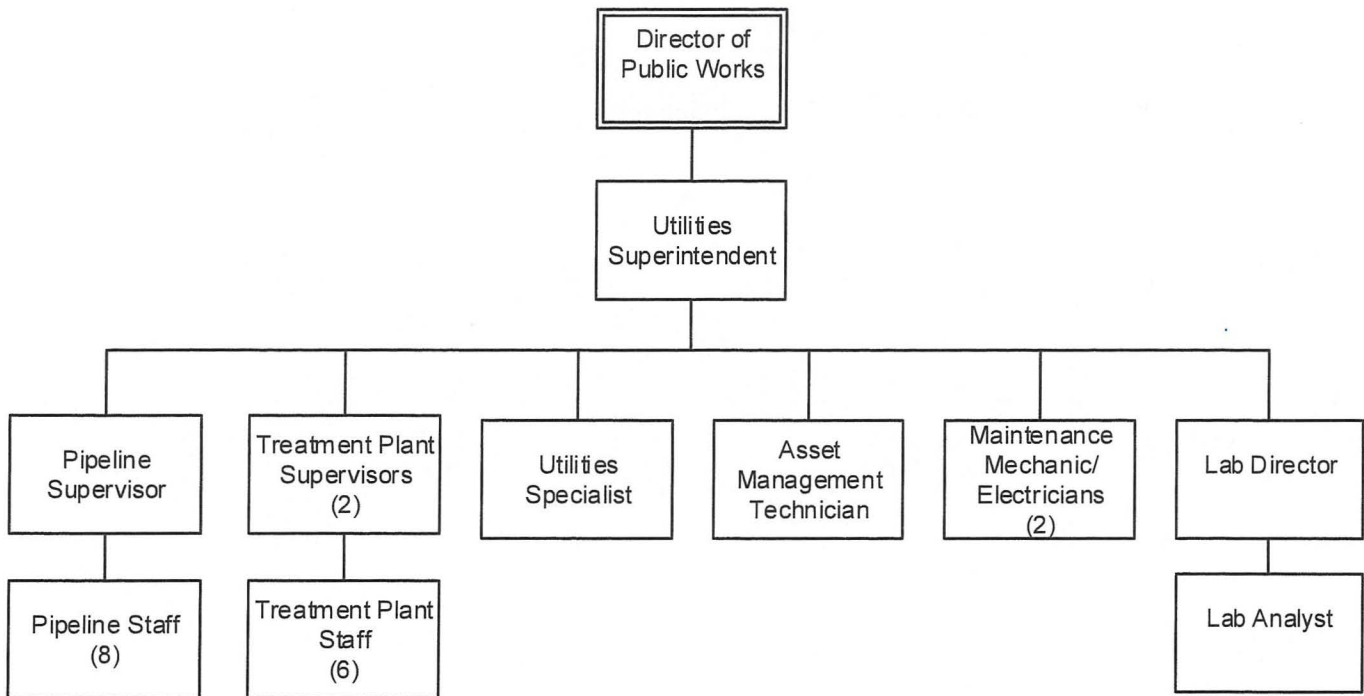 Director of
Public Works
Utilities
Superintendent
Pipeline
Supervisor
Treatment Plant
Supervisors
(2)
Utilities
Specialist
Asset
Management
Technician
Maintenance
Mechanic/
Electricians
(2)
Lab Director
Pipeline Staff
(8)
Treatment Plant
Staff
(6)
Lab Analyst